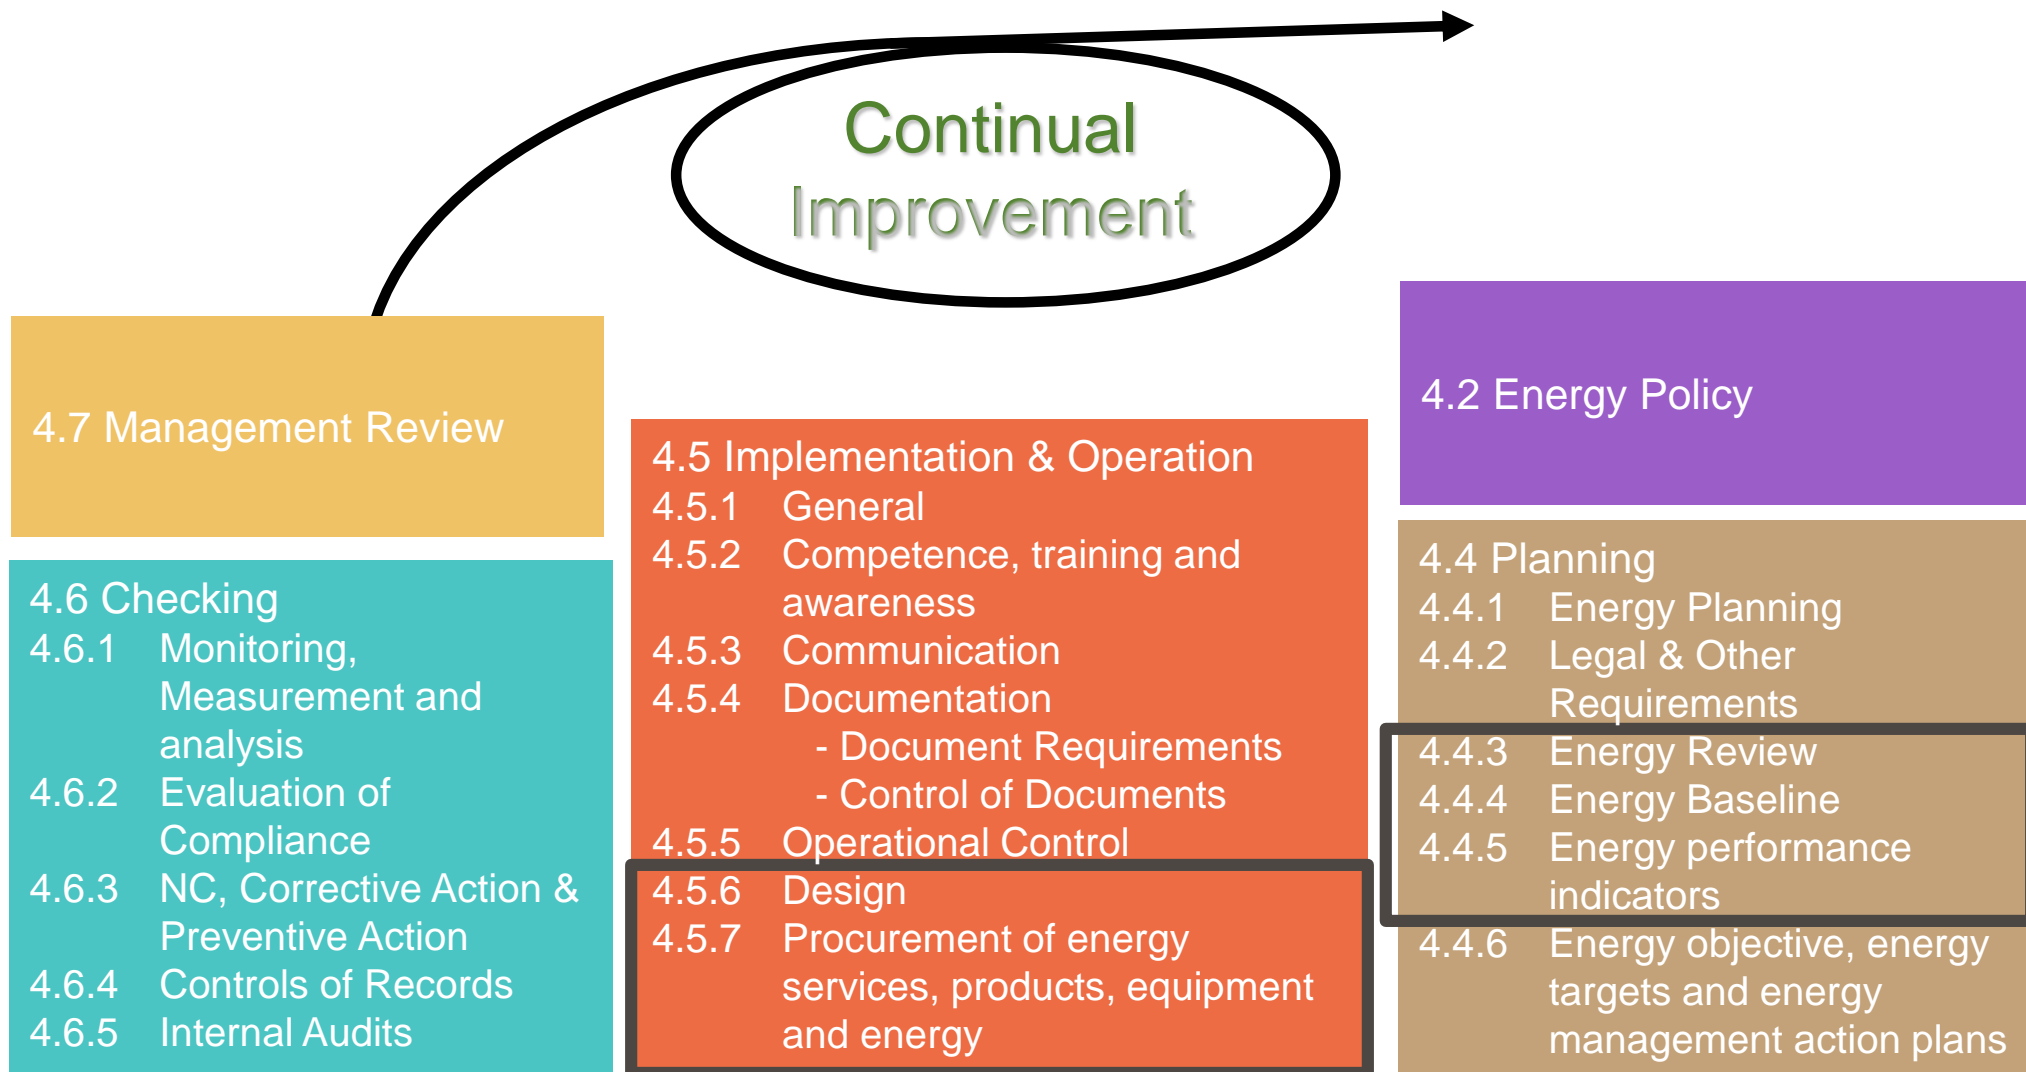 Continual
Improvement
4.7 Management Review
4.6 Checking
4.6.1 Monitoring,
Measurement and
analysis
4.6.2 Evaluation of
Compliance
4.6.3 NC, Corrective Action &
Preventive Action
4.6.4 Controls of Records
4.6.5 Internal Audits
4.5 Implementation & Operation
4.5.1 General
4.5.2 Competence, training and
awareness
4.5.3 Communication
4.5.4 Documentation
- Document Requirements
- Control of Documents
4.5.5 Operational Control
4.5.6 Design
4.5.7 Procurement of energy
services, products, equipment
and energy
4.2 Energy Policy
4.4 Planning
4.4.1 Energy Planning
4.4.2 Legal & Other
Requirements
4.4.3 Energy Review
4.4.4 Energy Baseline
4.4.5 Energy performance
indicators
4.4.6 Energy objective, energy
targets and energy
management action plans